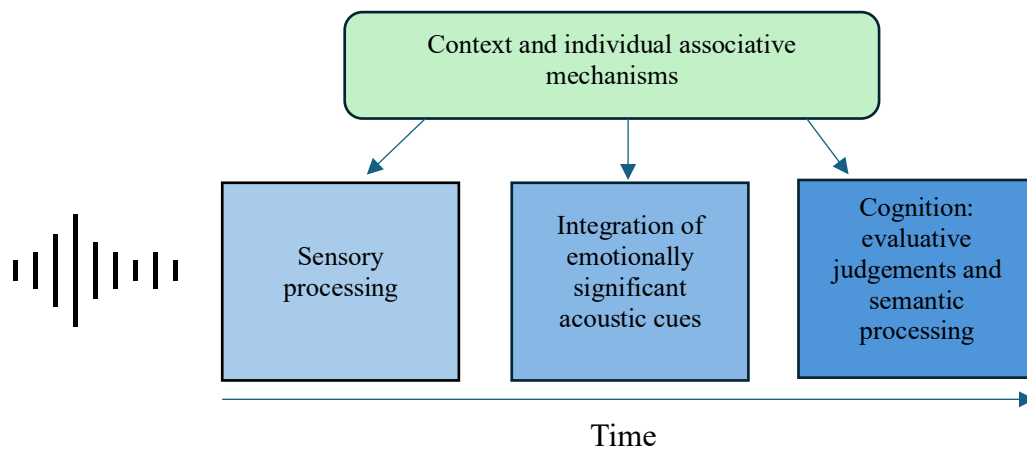 Context and individual associative
mechanisms
Sensory
processing
Integration of
emotionally
significant
acoustic cues
Cognition:
evaluative
judgements and
semantic
processing
Time